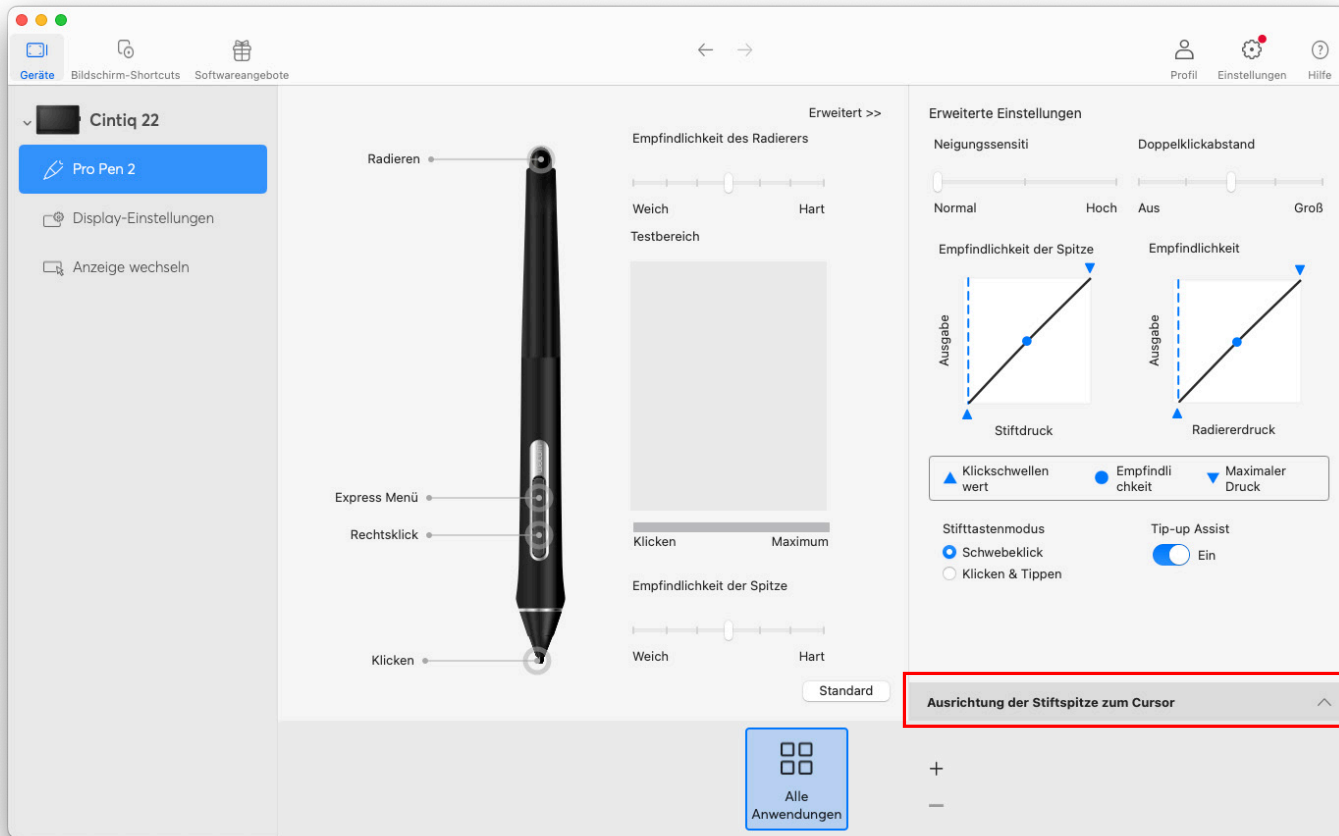 Geräte
Bildschirm-Shortcuts
Softwareangebote
Profil
Einstellungen
Hilfe
Cintiq 22
Pro Pen 2
Display-Einstellungen
Anzeige wechseln
Radieren
Express Menü
Rechtsklick
Klicken
Erweitert >>
Empfindlichkeit des Radierers
Weich Hart
Testbereich
Klicken Maximum
Empfindlichkeit der Spitze
Weich Hart
Standard
Alle
Anwendungen
Erweiterte Einstellungen
Neigungssensiti
Normal Hoch
Doppelklickabstand
Aus Groß
Empfindlichkeit der Spitze
Ausgabe
Stiftdruck
Empfindlichkeit
Ausgabe
Radiererdruck
Klickschwellen
wert
Empfindli
chkeit
Maximaler
Druck
Stifttastenmodus
Schwebeklick
Klicken & Tippen
Tip-up Assist
Ein
Ausrichtung der Stiftspitze zum Cursor
+
−